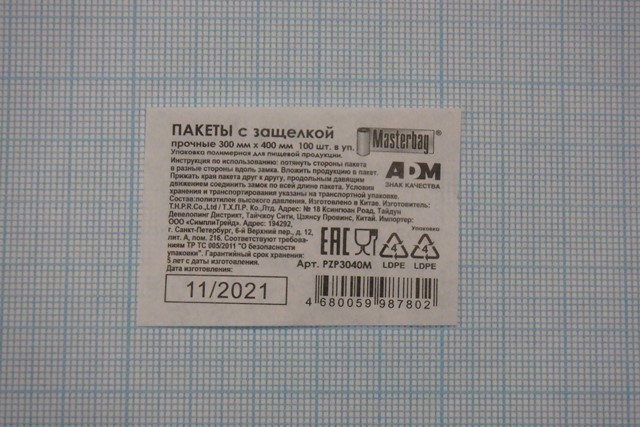 ПАКЕТЫ с защелкой
прочные 300 мм х 400 мм 100 шт. в уп.
Masterbag®
Упаковка полимерная для пищевой продукции.
Инструкция по использованию: потянуть стороны пакета
в разные стороны вдоль замка. Вложить продукцию в пакет.
Прижать края пакета друг к другу, продольным давящим
движением соединить замок по всей длине пакета. Условия
хранения и транспортирования указаны на транспортной упаковке.
ADM
ЗНАК КАЧЕСТВА
Состав:полиэтилен высокого давления. Изготовлено в Китае. Изготовитель:
T.H.P.R.Co.Ltd / Т.Х.П.Р. Ко Лтд. Адрес: № 18 Ксингкюан Роад, Тайдун
Девелопинг Дистрикт, Тайчжоу Сити, Цзянсу Провинс, Китай. Импортер:
ООО «СимплиТрейд». Адрес: 194292,
г. Санкт-Петербург, 6-й Верхний пер., д. 12,
лит. А, пом. 216. Соответствуют требова-
ниям ТР ТС 005/2011 "О безопасности
упаковки". Гарантийный срок хранения:
5 лет с даты изготовления.
Дата изготовления:
11/2021
EAC
Упаковка
4 4
LDPE LDPE
Арт. PZP3040M
4 680059 987802